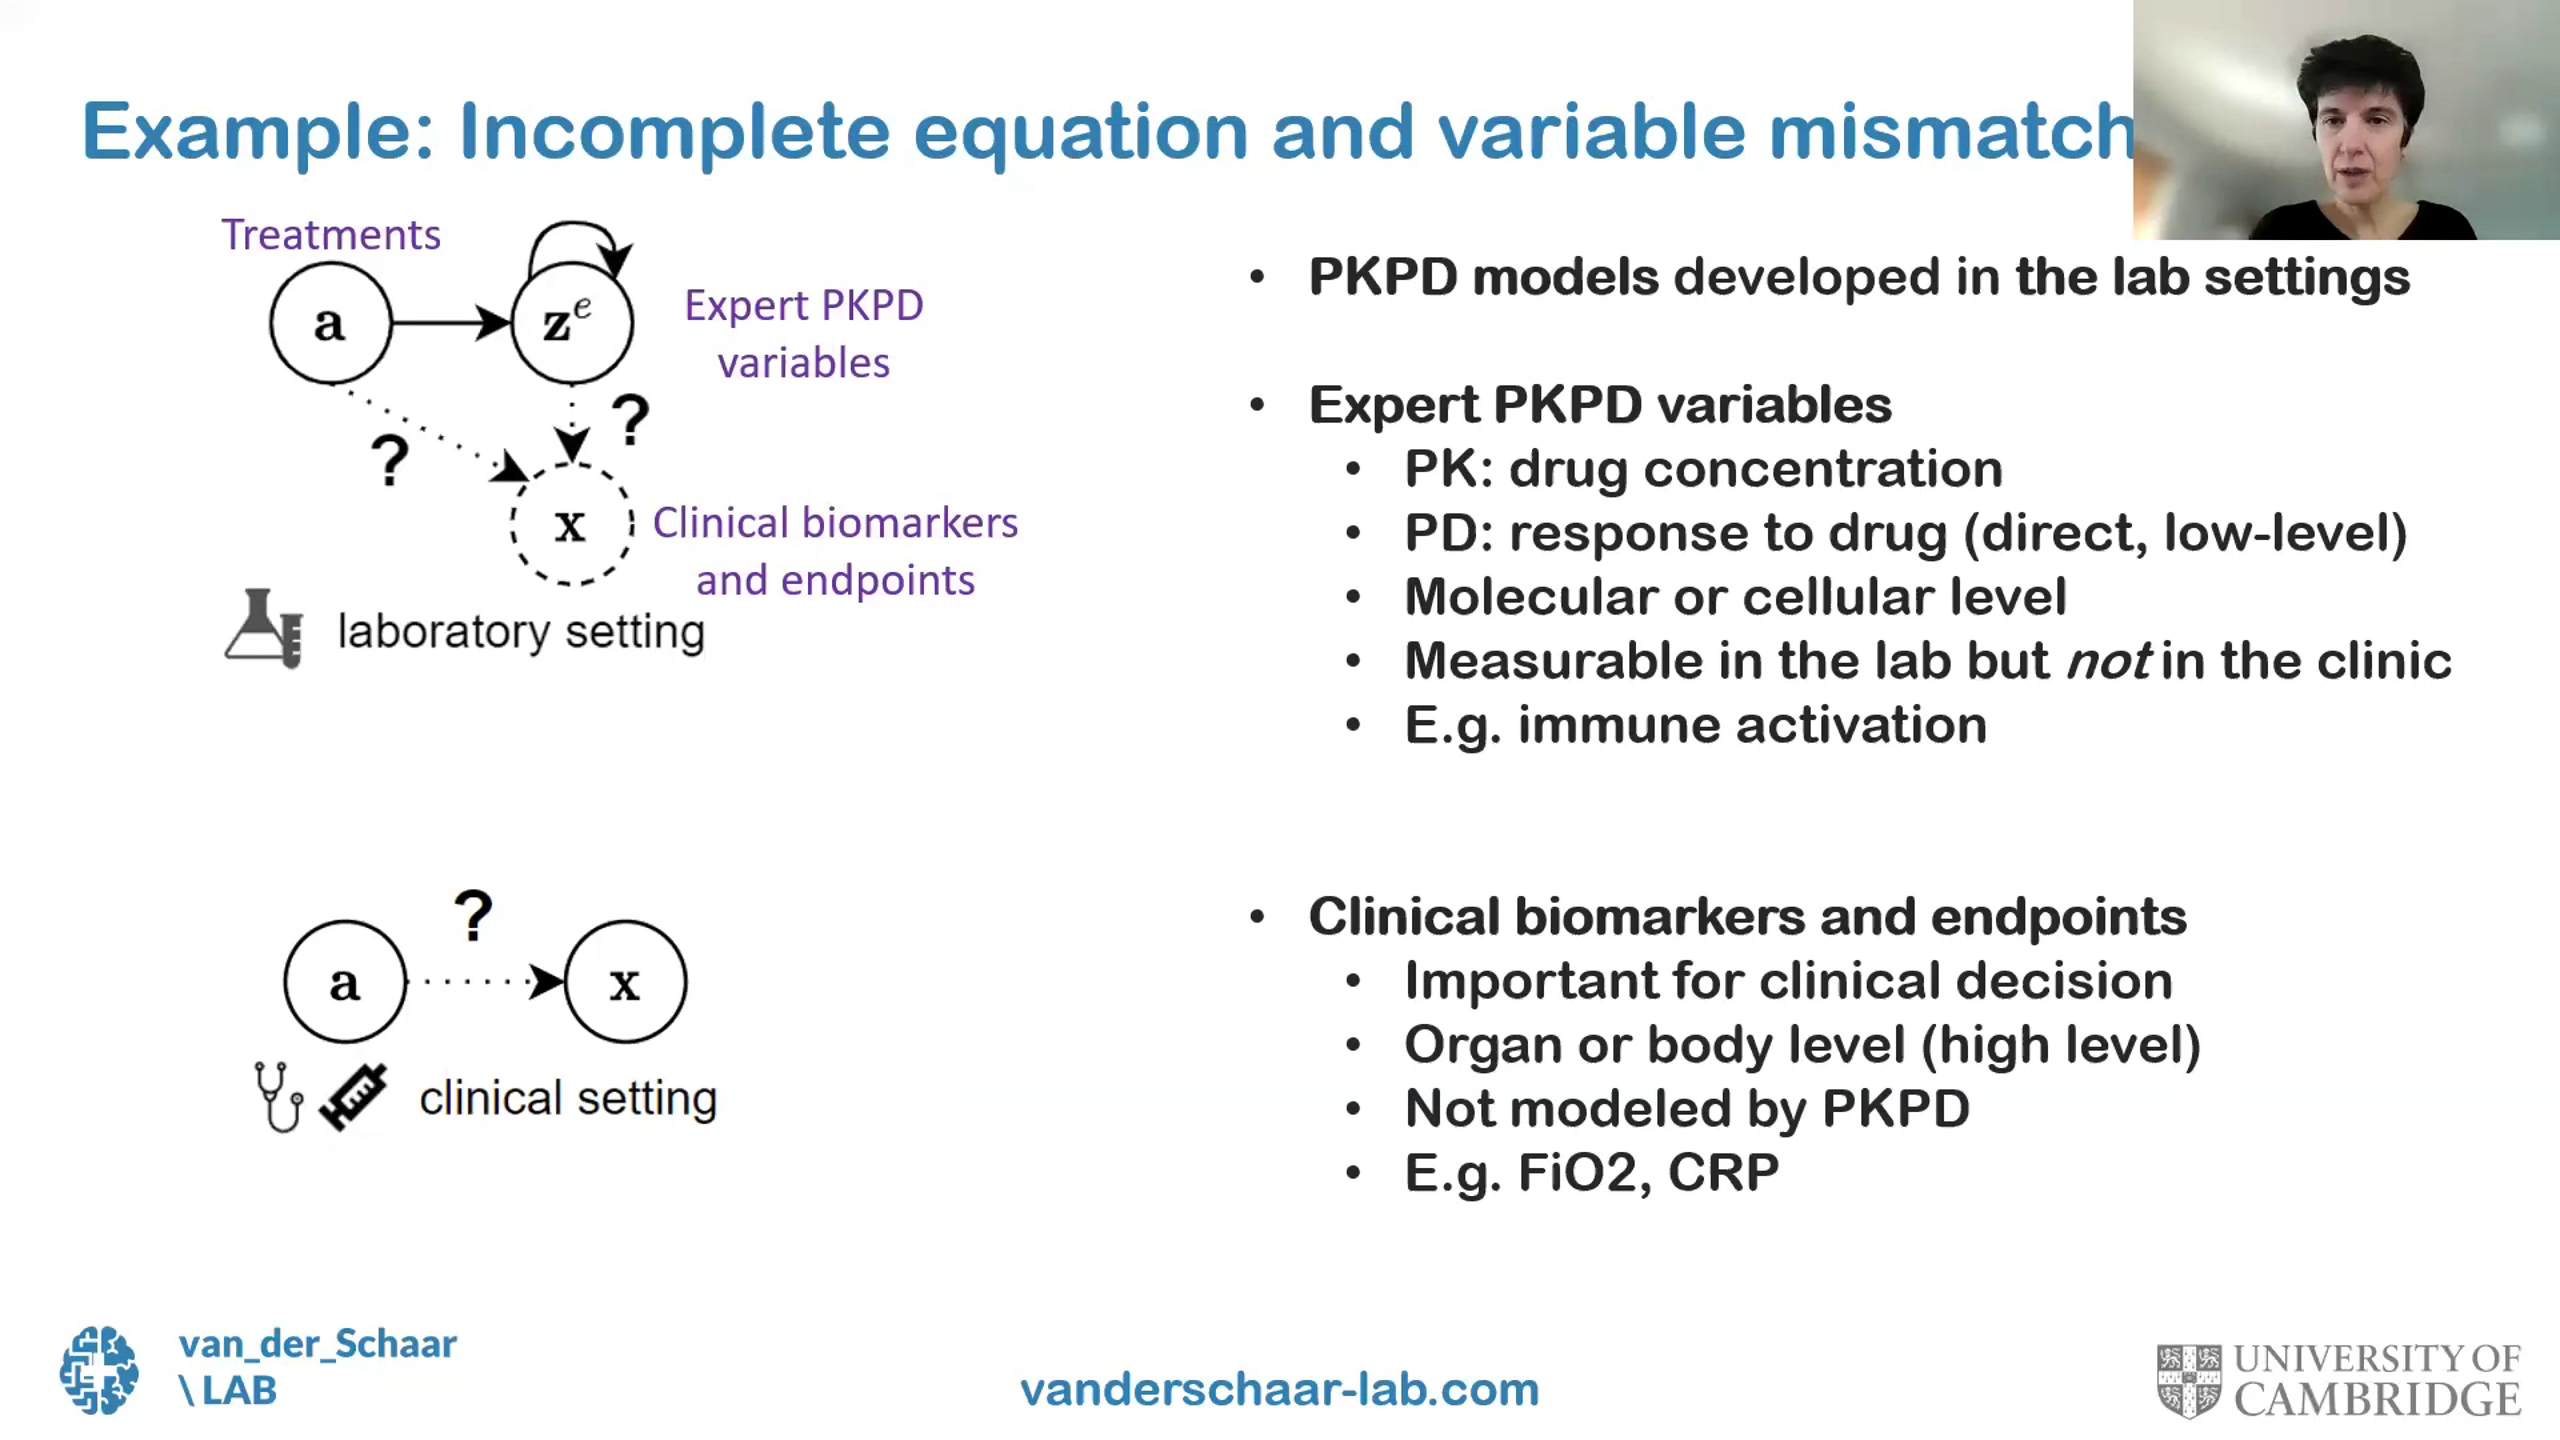 Example: Incomplete equation and variable mismatch
Treatments
a
zᵉ
Expert PKPD
variables
?
?
x
Clinical biomarkers
and endpoints
laboratory setting
?
a
x
clinical setting
• PKPD models developed in the lab settings
• Expert PKPD variables
• PK: drug concentration
• PD: response to drug (direct, low-level)
• Molecular or cellular level
• Measurable in the lab but not in the clinic
• E.g. immune activation
• Clinical biomarkers and endpoints
• Important for clinical decision
• Organ or body level (high level)
• Not modeled by PKPD
• E.g. FiO2, CRP
van_der_Schaar
\ LAB
vanderschaar-lab.com
UNIVERSITY OF
CAMBRIDGE